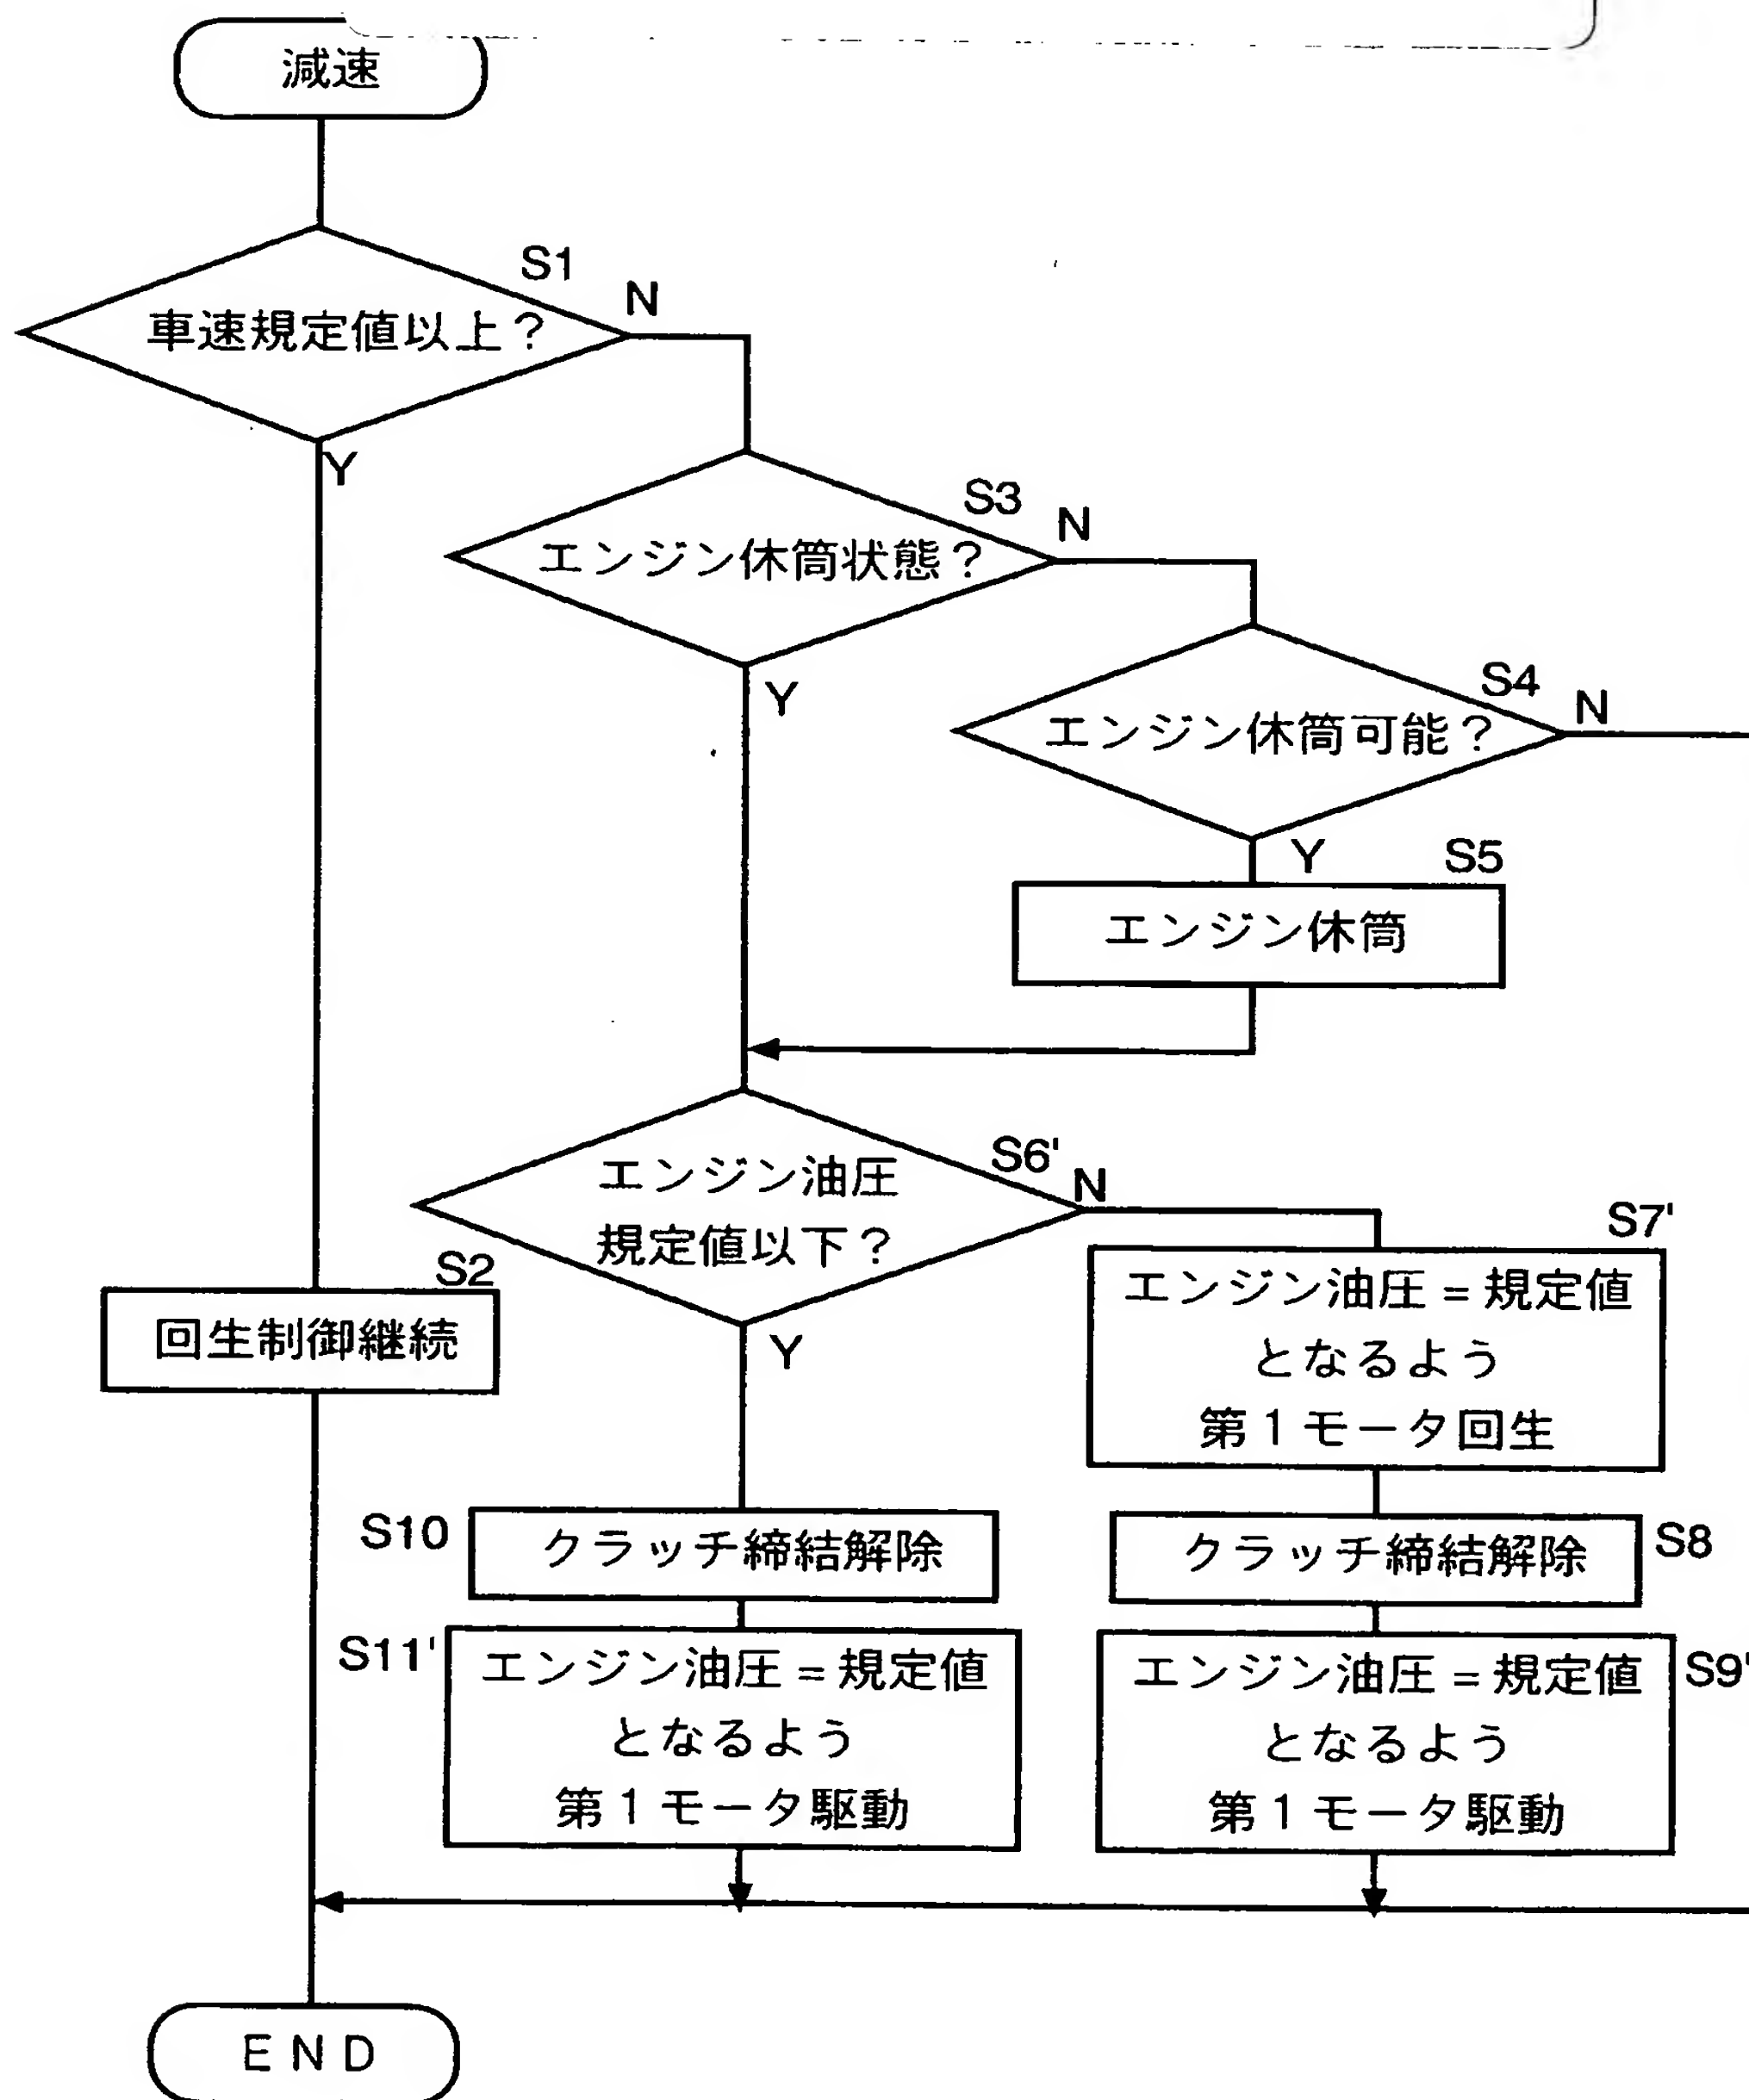 減速
S1
N
車速規定値以上？
Y
S3
N
エンジン休筒状態？
Y
S4
N
エンジン休筒可能？
Y
S5
エンジン休筒
S6'
N
エンジン油圧
規定値以下？
Y
S2
回生制御継続
S7'
エンジン油圧=規定値
となるよう
第1モータ回生
S10
クラッチ締結解除
クラッチ締結解除
S8
S11'
エンジン油圧=規定値
となるよう
第1モータ駆動
エンジン油圧=規定値
となるよう
第1モータ駆動
S9'
END